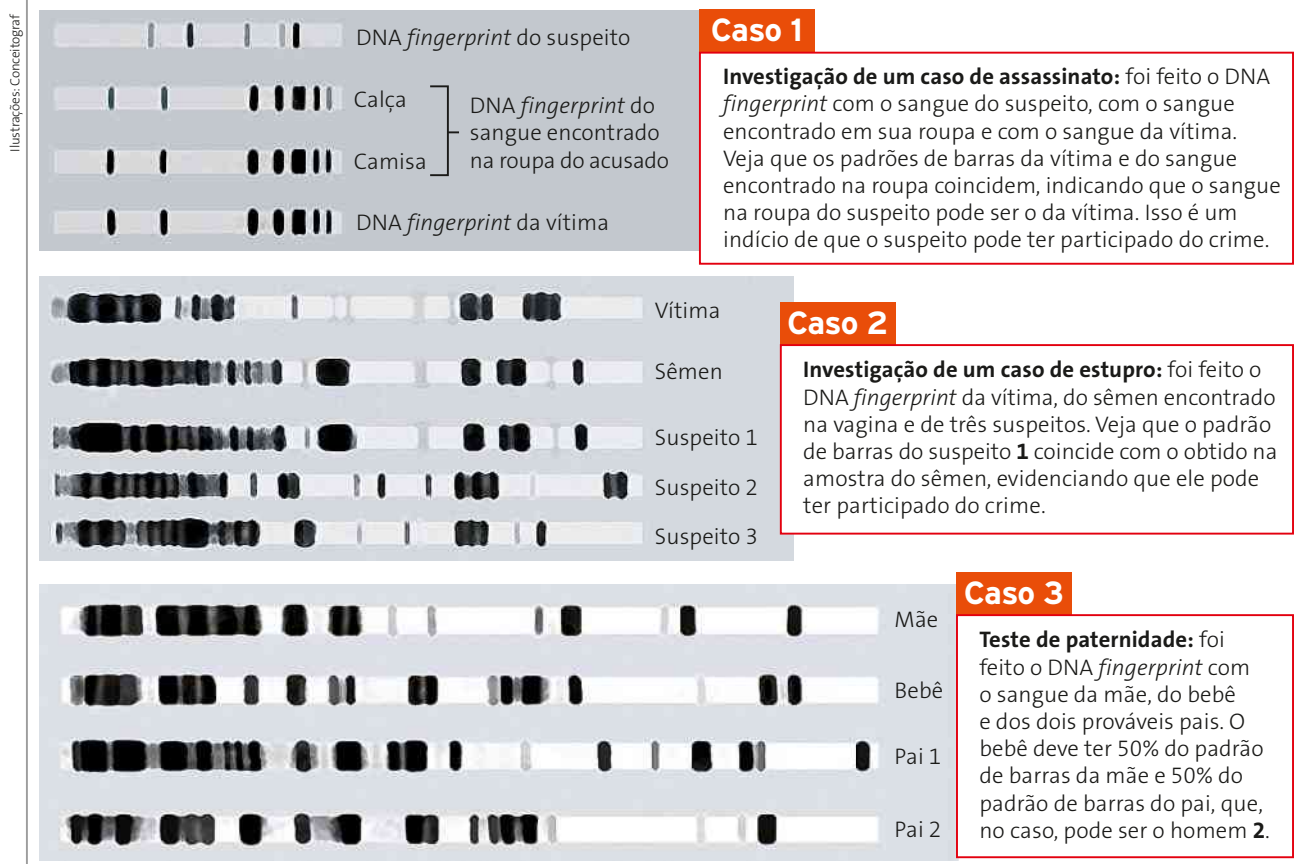 Ilustrações: Conceitograf
DNA fingerprint do suspeito
Calça
Camisa
DNA fingerprint do
sangue encontrado
na roupa do acusado
DNA fingerprint da vítima
Caso 1
Investigação de um caso de assassinato: foi feito o DNA
fingerprint com o sangue do suspeito, com o sangue
encontrado em sua roupa e com o sangue da vítima.
Veja que os padrões de barras da vítima e do sangue
encontrado na roupa coincidem, indicando que o sangue
na roupa do suspeito pode ser o da vítima. Isso é um
indício de que o suspeito pode ter participado do crime.
Vítima
Sêmen
Suspeito 1
Suspeito 2
Suspeito 3
Caso 2
Investigação de um caso de estupro: foi feito o
DNA fingerprint da vítima, do sêmen encontrado
na vagina e de três suspeitos. Veja que o padrão
de barras do suspeito 1 coincide com o obtido na
amostra do sêmen, evidenciando que ele pode
ter participado do crime.
Mãe
Bebê
Pai 1
Pai 2
Caso 3
Teste de paternidade: foi
feito o DNA fingerprint com
o sangue da mãe, do bebê
e dos dois prováveis pais. O
bebê deve ter 50% do padrão
de barras da mãe e 50% do
padrão de barras do pai, que,
no caso, pode ser o homem 2.